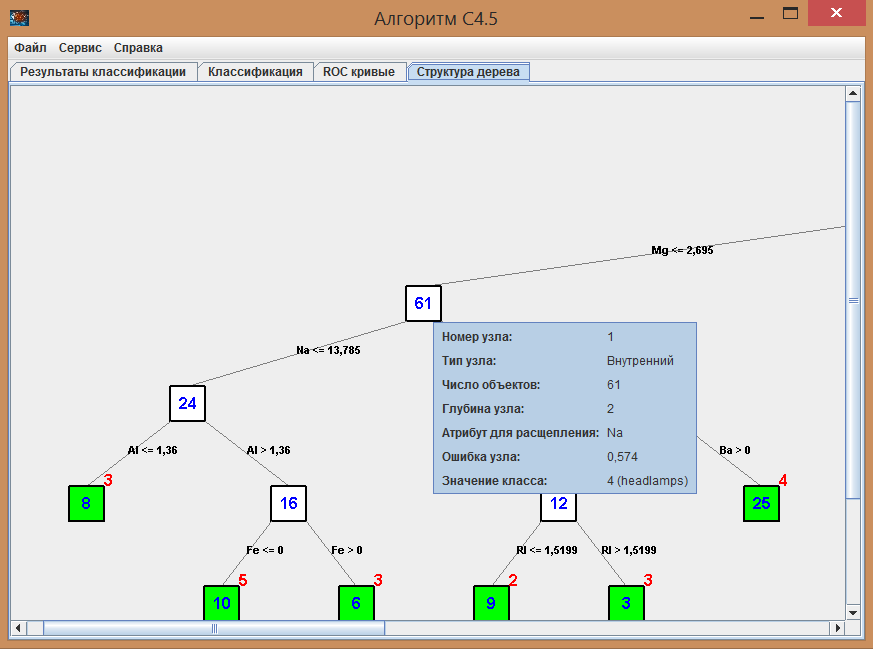 Алгоритм C4.5
Файл Сервис Справка
Результаты классификации Классификация ROC кривые Структура дерева
Mg <= 2,695
61
Na <= 13,785
Номер узла: 1
Тип узла: Внутренний
Число объектов: 61
Глубина узла: 2
Атрибут для расщепления: Na
Ошибка узла: 0,574
Значение класса: 4 (headlamps)
24
Al <= 1,36 Al > 1,36 Ba > 0
3 4
8 16 12 25
Fe <= 0 Fe > 0 RI <= 1,5199 RI > 1,5199
5 3 2 3
10 6 9 3